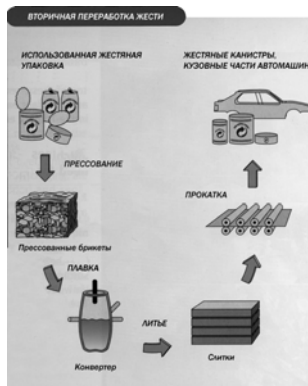 ВТОРИЧНАЯ ПЕРЕРАБОТКА ЖЕСТИ
ИСПОЛЬЗОВАННАЯ ЖЕСТЯНАЯ
УПАКОВКА
ЖЕСТЯНЫЕ КАНИСТРЫ,
КУЗОВНЫЕ ЧАСТИ АВТОМАШИН
ПРЕССОВАНИЕ
Прессованные брикеты
ПЛАВКА
Конвертер
ЛИТЬЕ
Слитки
ПРОКАТКА